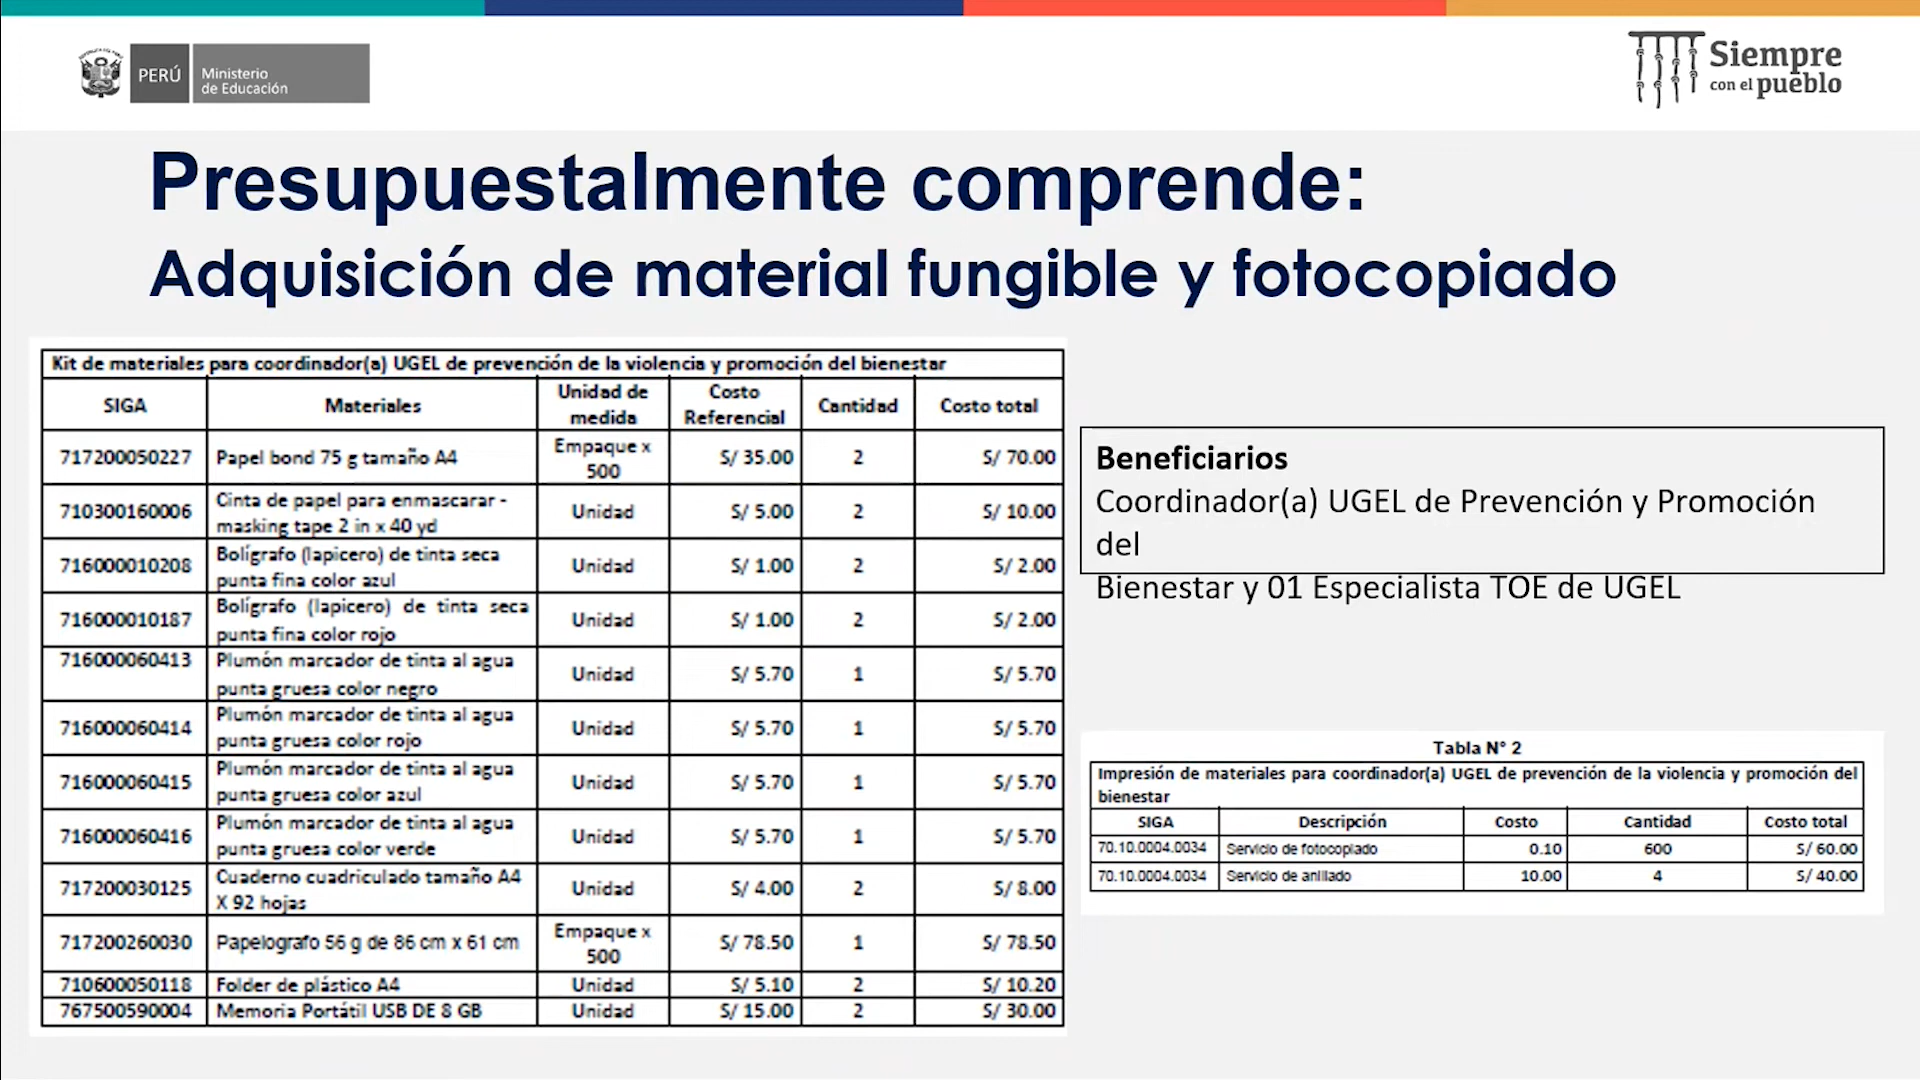 PERÚ
Ministerio
de Educación
Siempre
con el pueblo
Presupuestalmente comprende:
Adquisición de material fungible y fotocopiado
Kit de materiales para coordinador(a) UGEL de prevención de la violencia y promoción del bienestar
SIGA Materiales Unidad de medida Costo Referencial Cantidad Costo total
717200050227 Papel bond 75 g tamaño A4 Empaque x 500 S/ 35.00 2 S/ 70.00
710300160006 Cinta de papel para enmascarar - masking tape 2 in x 40 yd Unidad S/ 5.00 2 S/ 10.00
716000010208 Bolígrafo (lapicero) de tinta seca punta fina color azul Unidad S/ 1.00 2 S/ 2.00
716000010187 Bolígrafo (lapicero) de tinta seca punta fina color rojo Unidad S/ 1.00 2 S/ 2.00
716000060413 Plumón marcador de tinta al agua punta gruesa color negro Unidad S/ 5.70 1 S/ 5.70
716000060414 Plumón marcador de tinta al agua punta gruesa color rojo Unidad S/ 5.70 1 S/ 5.70
716000060415 Plumón marcador de tinta al agua punta gruesa color azul Unidad S/ 5.70 1 S/ 5.70
716000060416 Plumón marcador de tinta al agua punta gruesa color verde Unidad S/ 5.70 1 S/ 5.70
717200030125 Cuaderno cuadriculado tamaño A4 X 92 hojas Unidad S/ 4.00 2 S/ 8.00
717200260030 Papelografo 56 g de 86 cm x 61 cm Empaque x 500 S/ 78.50 1 S/ 78.50
710600050118 Folder de plástico A4 Unidad S/ 5.10 2 S/ 10.20
767500590004 Memoria Portátil USB DE 8 GB Unidad S/ 15.00 2 S/ 30.00
Beneficiarios
Coordinador(a) UGEL de Prevención y Promoción
del
Bienestar y 01 Especialista TOE de UGEL
Tabla N° 2
Impresión de materiales para coordinador(a) UGEL de prevención de la violencia y promoción del
bienestar
SIGA Descripción Costo Cantidad Costo total
70.10.0004.0034 Servicio de fotocopiado 0.10 600 S/ 60.00
70.10.0004.0034 Servicio de anillado 10.00 4 S/ 40.00